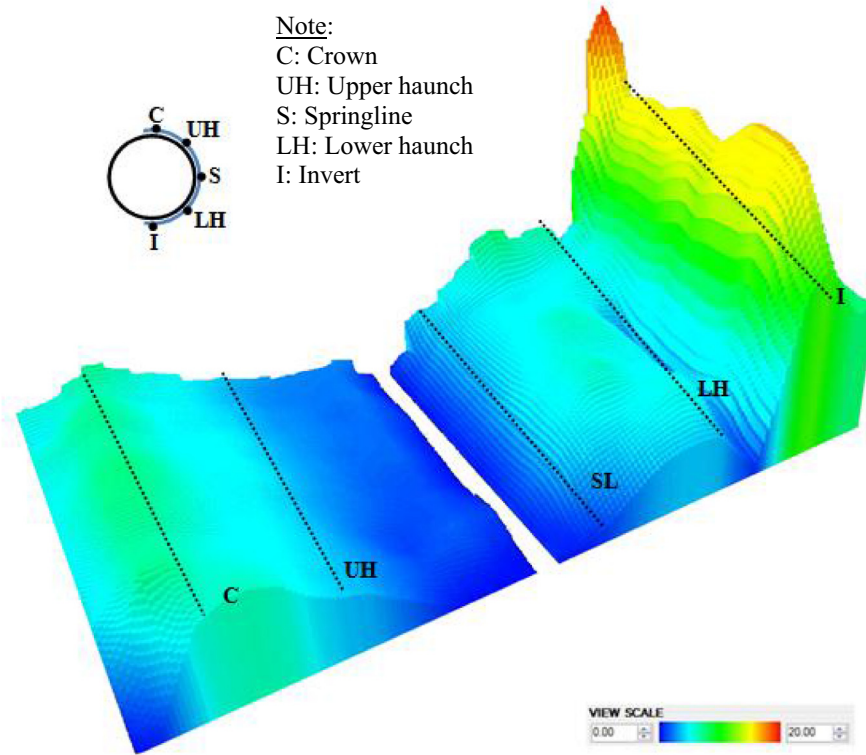 Note:
C: Crown
UH: Upper haunch
S: Springline
LH: Lower haunch
I: Invert
C
UH
S
LH
I
I
LH
SL
UH
C
VIEW SCALE
0.00 20.00